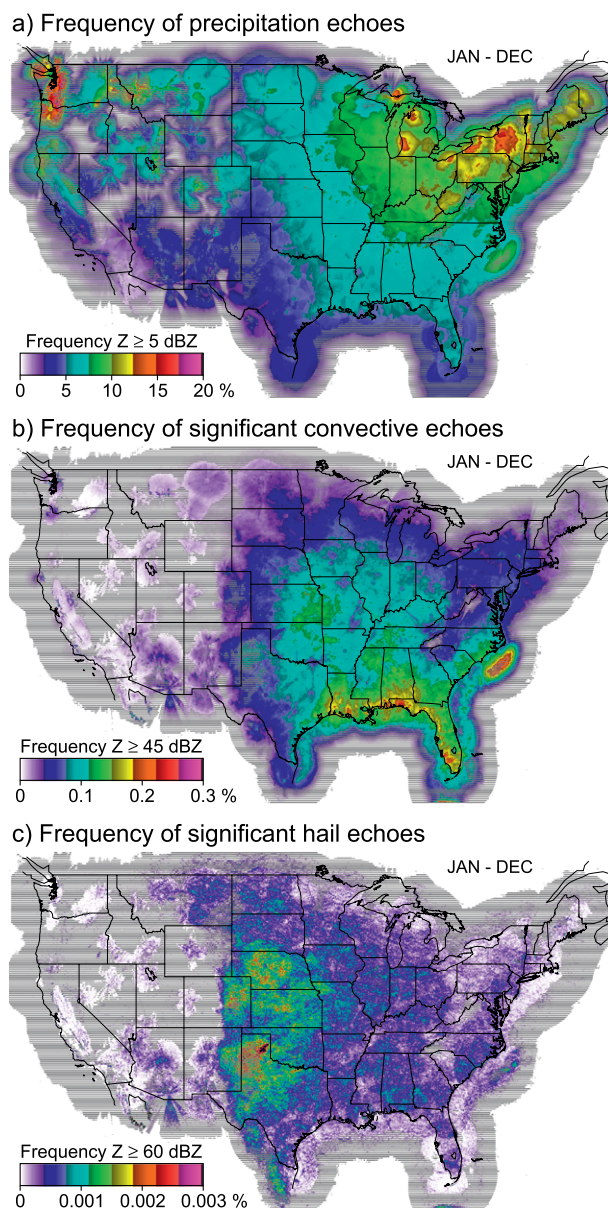 a) Frequency of precipitation echoes
JAN - DEC
Frequency Z ≥ 5 dBZ
0 5 10 15 20 %
b) Frequency of significant convective echoes
JAN - DEC
Frequency Z ≥ 45 dBZ
0 0.1 0.2 0.3 %
c) Frequency of significant hail echoes
JAN - DEC
Frequency Z ≥ 60 dBZ
0 0.001 0.002 0.003 %